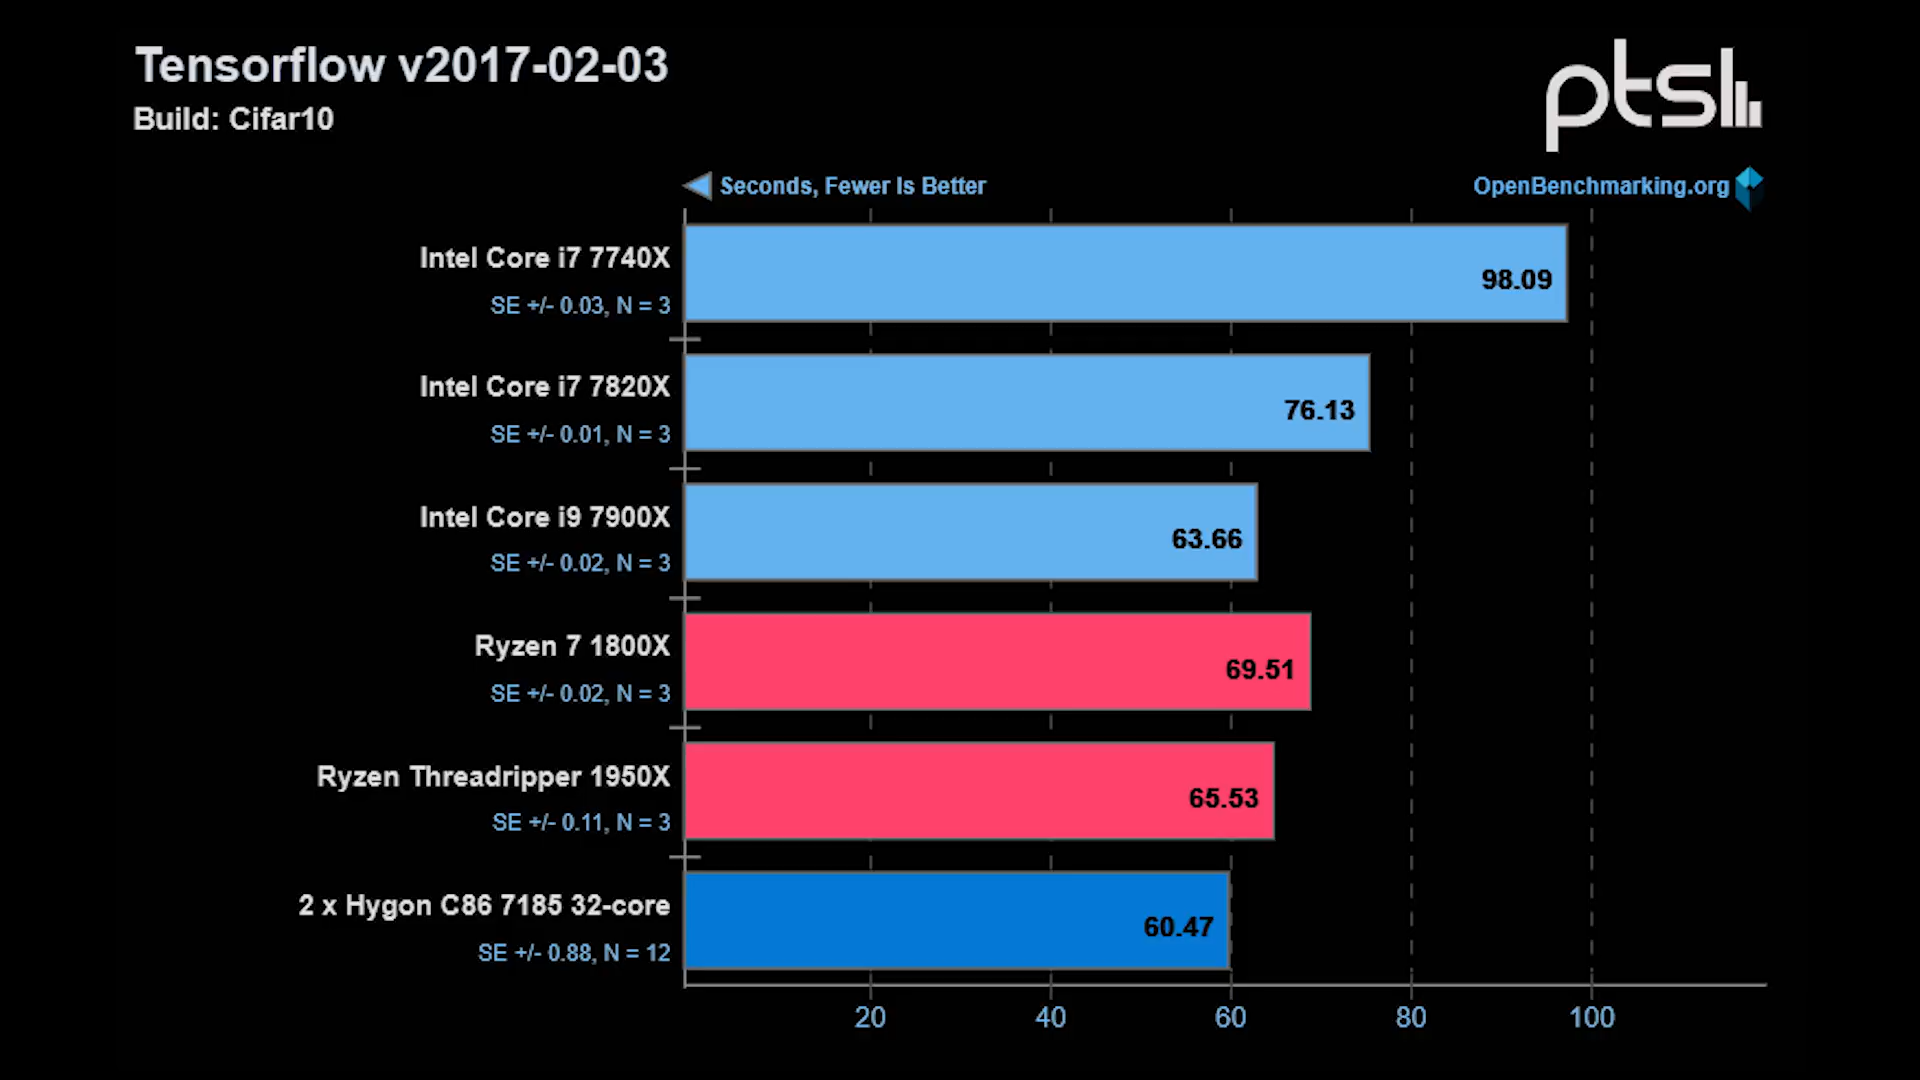 Tensorflow v2017-02-03
Build: Cifar10
pts
Seconds, Fewer Is Better
OpenBenchmarking.org
Intel Core i7 7740X
SE +/- 0.03, N = 3
98.09
Intel Core i7 7820X
SE +/- 0.01, N = 3
76.13
Intel Core i9 7900X
SE +/- 0.02, N = 3
63.66
Ryzen 7 1800X
SE +/- 0.02, N = 3
69.51
Ryzen Threadripper 1950X
SE +/- 0.11, N = 3
65.53
2 x Hygon C86 7185 32-core
SE +/- 0.88, N = 12
60.47
20 40 60 80 100